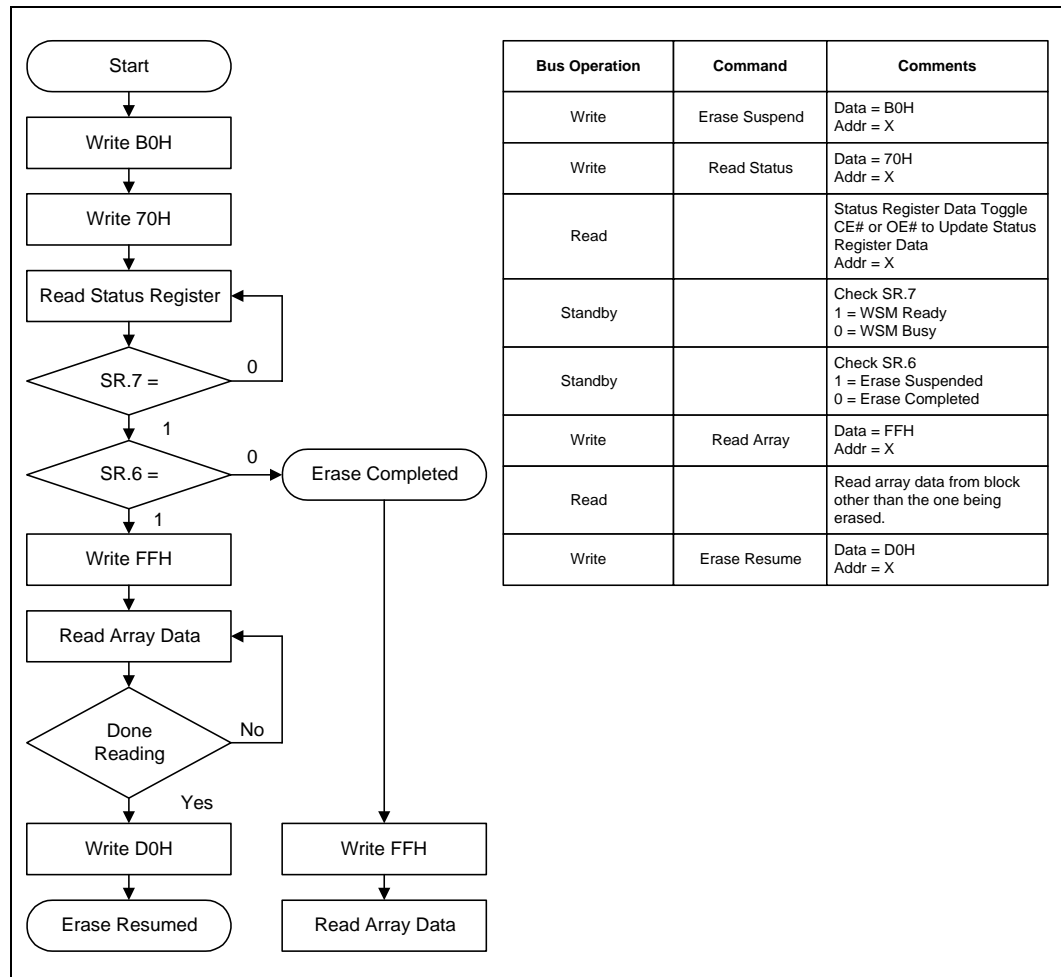 Start
Write B0H
Write 70H
Read Status Register
SR.7 =
0
1
SR.6 =
0
Erase Completed
1
Write FFH
Read Array Data
Done
Reading
No
Yes
Write D0H
Write FFH
Erase Resumed
Read Array Data
Bus Operation Command Comments
Write Erase Suspend Data = B0H
Addr = X
Write Read Status Data = 70H
Addr = X
Read Status Register Data Toggle
CE# or OE# to Update Status
Register Data
Addr = X
Standby Check SR.7
1 = WSM Ready
0 = WSM Busy
Standby Check SR.6
1 = Erase Suspended
0 = Erase Completed
Write Read Array Data = FFH
Addr = X
Read Read array data from block
other than the one being
erased.
Write Erase Resume Data = D0H
Addr = X